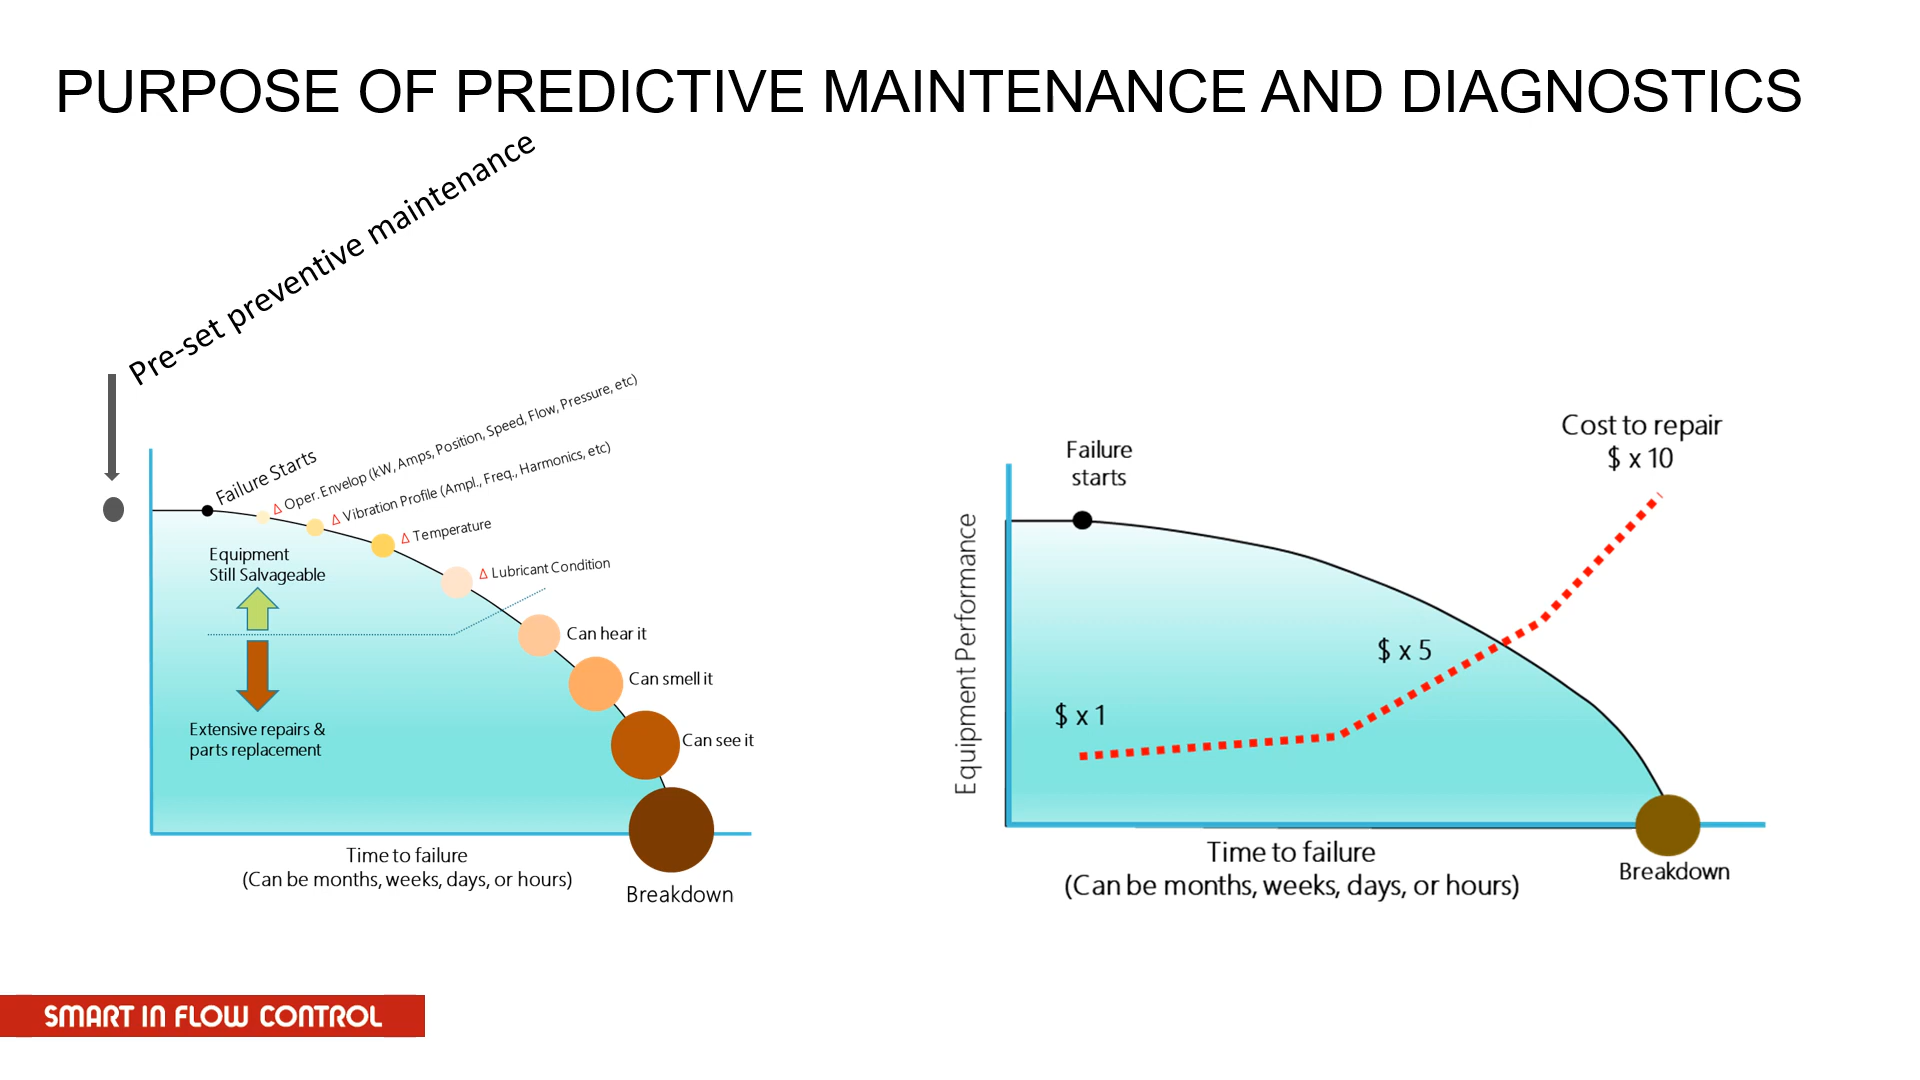 PURPOSE OF PREDICTIVE MAINTENANCE AND DIAGNOSTICS
Pre-set preventive maintenance
Failure Starts
Δ Oper. Envelop (kW, Amps, Position, Speed, Flow, Pressure, etc)
Δ Vibration Profile (Ampl., Freq., Harmonics, etc)
Δ Temperature
Δ Lubricant Condition
Equipment
Still Salvageable
Can hear it
Can smell it
Extensive repairs &
parts replacement
Can see it
Time to failure
(Can be months, weeks, days, or hours)
Breakdown
Cost to repair
$ x 10
Failure
starts
Equipment Performance
$ x 5
$ x 1
Time to failure
(Can be months, weeks, days, or hours)
Breakdown
SMART IN FLOW CONTROL